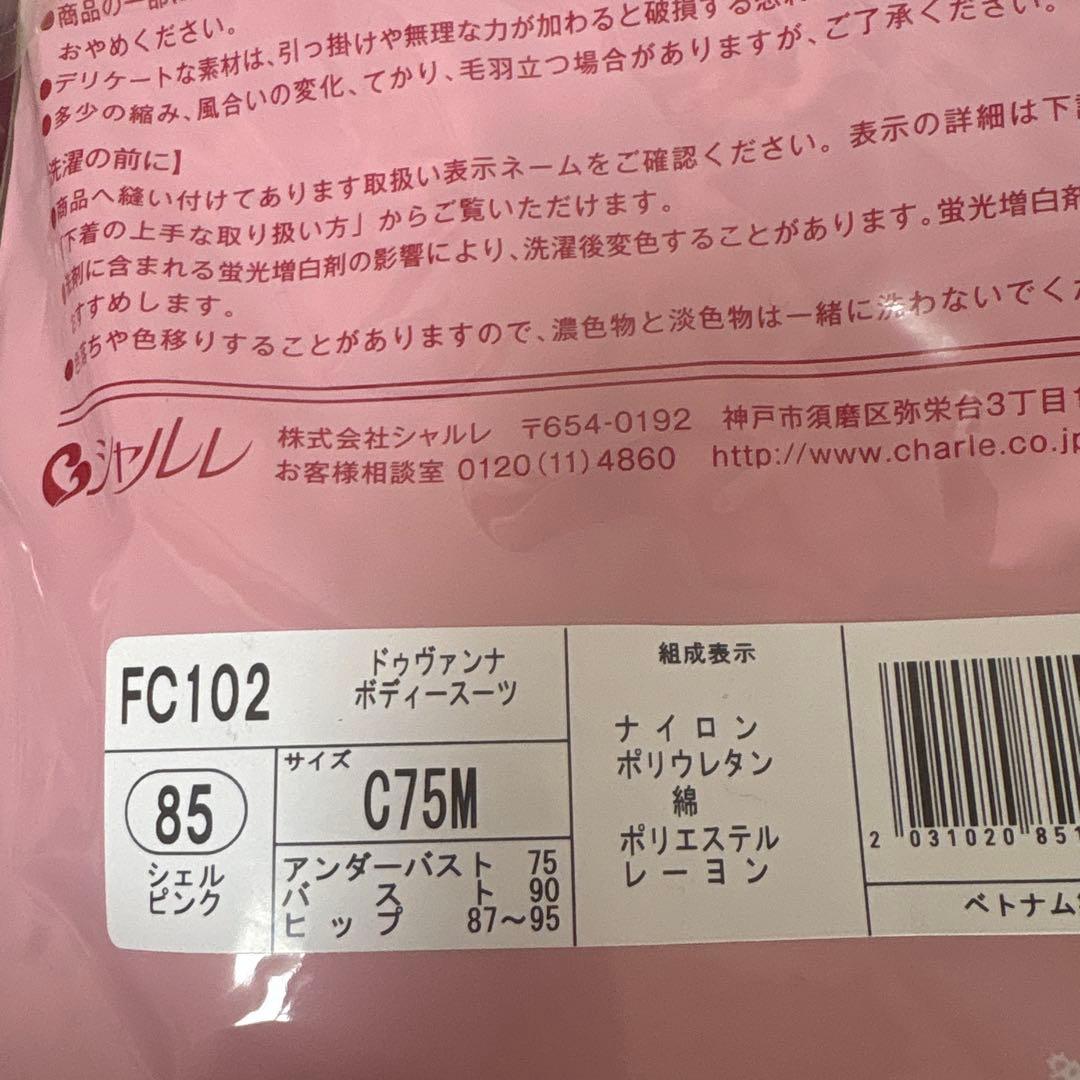 ●商品の一部に
おやめください。
●デリケートな素材は、引っ掛けや無理な力が加わると破損する恐れ
●多少の縮み、風合いの変化、てかり、毛羽立つ場合がありますが、ご了承ください。
洗濯の前に】
●商品へ縫い付けてあります取扱い表示ネームをご確認ください。表示の詳細は下記
下着の上手な取り扱い方」からご覧いただけます。
●洗剤に含まれる蛍光増白剤の影響により、洗濯後変色することがあります。蛍光増白剤
すすめします。
●色落ちや色移りすることがありますので、濃色物と淡色物は一緒に洗わないでくだ
シャルレ 株式会社シャルレ 〒654-0192 神戸市須磨区弥栄台3丁目1
お客様相談室 0120(11)4860 http://www.charle.co.jp
FC102 ドゥヴァンナ
ボディースーツ
85
シェル
ピンク
サイズ
C75M
アンダーバスト 75
バスト 90
ヒップ 87～95
組成表示
ナイロン
ポリウレタン
綿
ポリエステル
レーヨン
2 031020 851
ベトナム